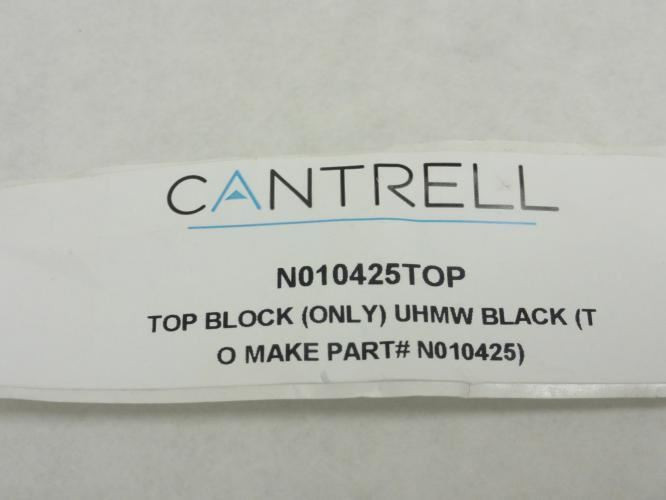 CANTRELL
N010425TOP
TOP BLOCK (ONLY) UHMW BLACK (T
O MAKE PART# N010425)